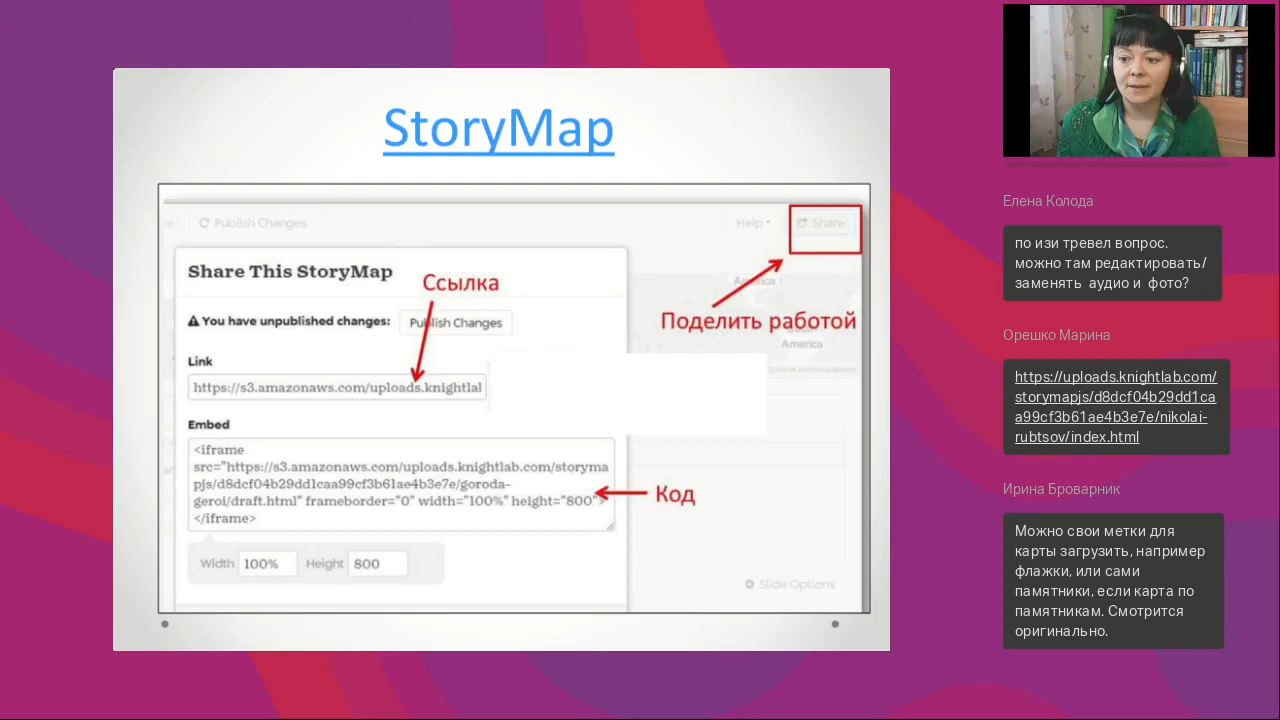 StoryMap
Publish Changes
Help
Share
Share This StoryMap
Ссылка
You have unpublished changes:
Publish Changes
Поделить работой
America
America
Link
https://s3.amazonaws.com/uploads.knightlal
Embed
<iframe
src="https://s3.amazonaws.com/uploads.knightlab.com/storyma
pjs/d8dcf04b29dd1caa99cf3b61ae4b3e7e/goroda-
geroi/draft.html" frameborder="0" width="100%" height="800">
</iframe>
Код
Width 100% Height 800
Slide Options
Елена Колода
по изи тревел вопрос.
можно там редактировать/
заменять аудио и фото?
Орешко Марина
https://uploads.knightlab.com/
storymapjs/d8dcf04b29dd1ca
a99cf3b61ae4b3e7e/nikolai-
rubtsov/index.html
Ирина Броварник
Можно свои метки для
карты загрузить, например
флажки, или сами
памятники, если карта по
памятникам. Смотрится
оригинально.